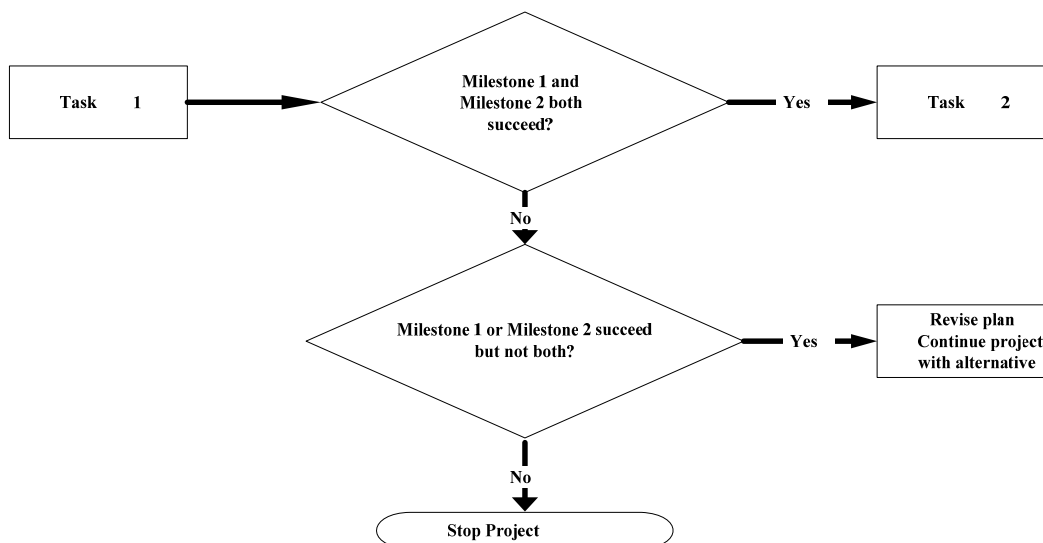 Task 1
Milestone 1 and
Milestone 2 both
succeed?
Yes
Task 2
No
Milestone 1 or Milestone 2 succeed
but not both?
Yes
Revise plan
Continue project
with alternative
No
Stop Project